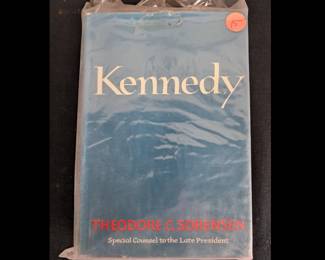 Kennedy
THEODORE C. SORENSEN
Special Counsel to the Late President